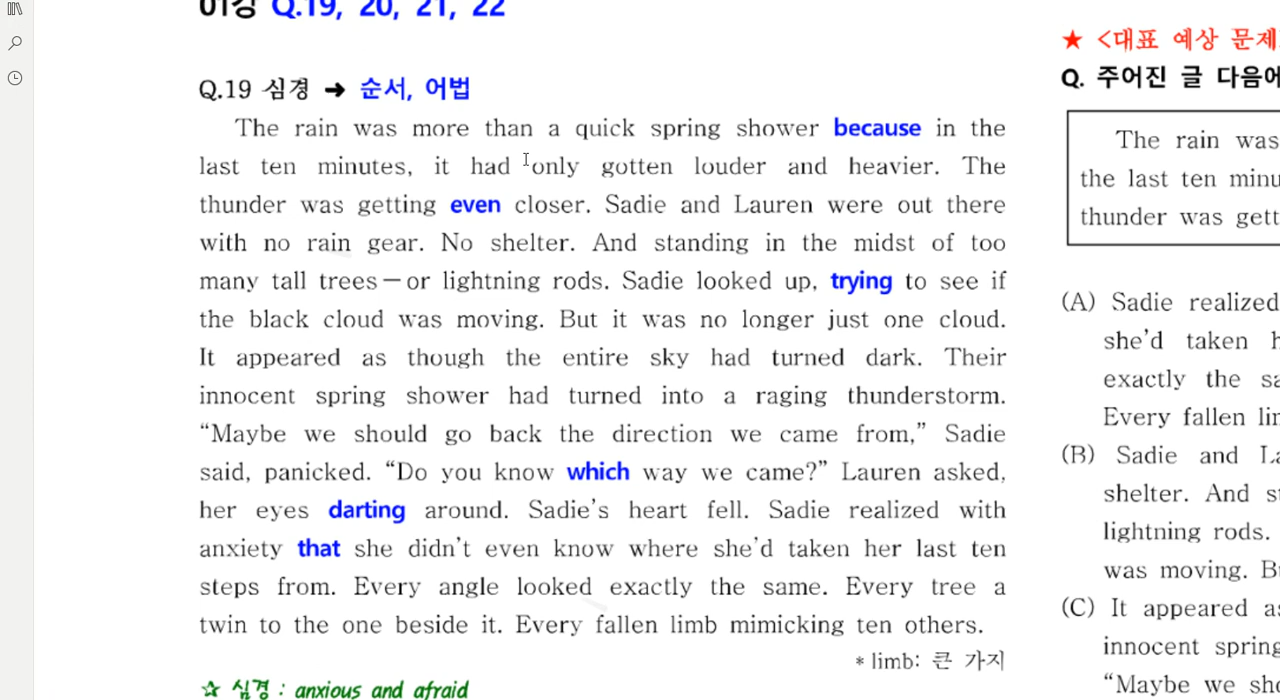 이강 Q.19, 20, 21, 22
Q.19 심경 ➜ 순서, 어법
The rain was more than a quick spring shower because in the
last ten minutes, it had only gotten louder and heavier. The
thunder was getting even closer. Sadie and Lauren were out there
with no rain gear. No shelter. And standing in the midst of too
many tall trees—or lightning rods. Sadie looked up, trying to see if
the black cloud was moving. But it was no longer just one cloud.
It appeared as though the entire sky had turned dark. Their
innocent spring shower had turned into a raging thunderstorm.
“Maybe we should go back the direction we came from,” Sadie
said, panicked. “Do you know which way we came?” Lauren asked,
her eyes darting around. Sadie’s heart fell. Sadie realized with
anxiety that she didn’t even know where she’d taken her last ten
steps from. Every angle looked exactly the same. Every tree a
twin to the one beside it. Every fallen limb mimicking ten others.
* limb: 큰 가지
☆ 심경 : anxious and afraid
★ <대표 예상 문제
Q. 주어진 글 다음에
The rain was
the last ten minu
thunder was gett
(A) Sadie realized
she’d taken h
exactly the sa
Every fallen lim
(B) Sadie and La
shelter. And st
lightning rods.
was moving. Bu
(C) It appeared as
innocent spring
“Maybe we sho